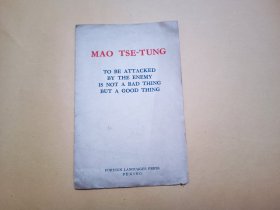 MAO TSE-TUNG
TO BE ATTACKED
BY THE ENEMY
IS NOT A BAD THING
BUT A GOOD THING
FOREIGN LANGUAGES PRESS
PEKING